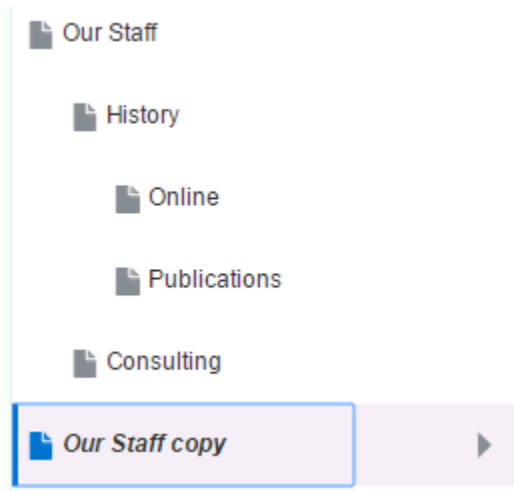 Our Staff
History
Online
Publications
Consulting
Our Staff copy